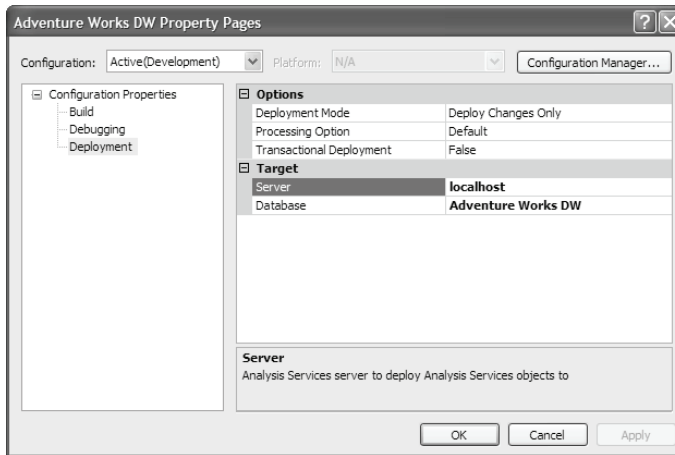 Adventure Works DW Property Pages
Configuration: Active(Development) Platform: N/A Configuration Manager...
Configuration Properties
Build
Debugging
Deployment
Options
Deployment Mode Deploy Changes Only
Processing Option Default
Transactional Deployment False
Target
Server localhost
Database Adventure Works DW
Server
Analysis Services server to deploy Analysis Services objects to
OK Cancel Apply